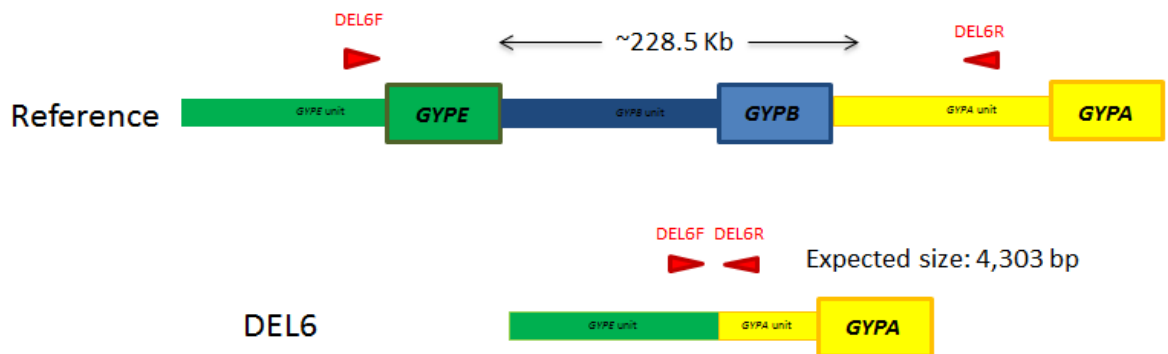 DEL6F
~228.5 Kb
DEL6R
Reference
GYPE unit
GYPE
GYPB unit
GYPB
GYPA unit
GYPA
DEL6F
DEL6R
Expected size: 4,303 bp
DEL6
GYPE unit
GYPA unit
GYPA